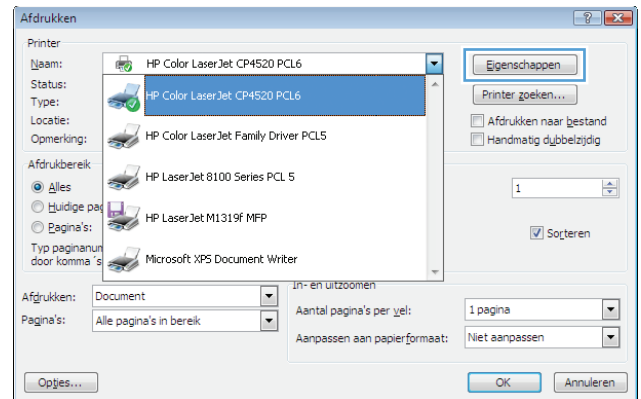 Afdrukken
Printer
Naam: HP Color LaserJet CP4520 PCL6 Eigenschappen
Status: HP Color LaserJet CP4520 PCL6 Printer zoeken...
Type:
Locatie: Afdrukken naar bestand
Opmerking: HP Color LaserJet Family Driver PCL5 Handmatig dubbelzijdig
Afdrukbereik
Alles HP LaserJet 8100 Series PCL 5 1
Huidige pag
Pagina's: HP LaserJet M1319f MFP Sorteren
Typ paginanum
door komma´s Microsoft XPS Document Writer
In- en uitzoomen
Afdrukken: Document Aantal pagina's per vel: 1 pagina
Pagina's: Alle pagina's in bereik Aanpassen aan papierformaat: Niet aanpassen
Opties... OK Annuleren